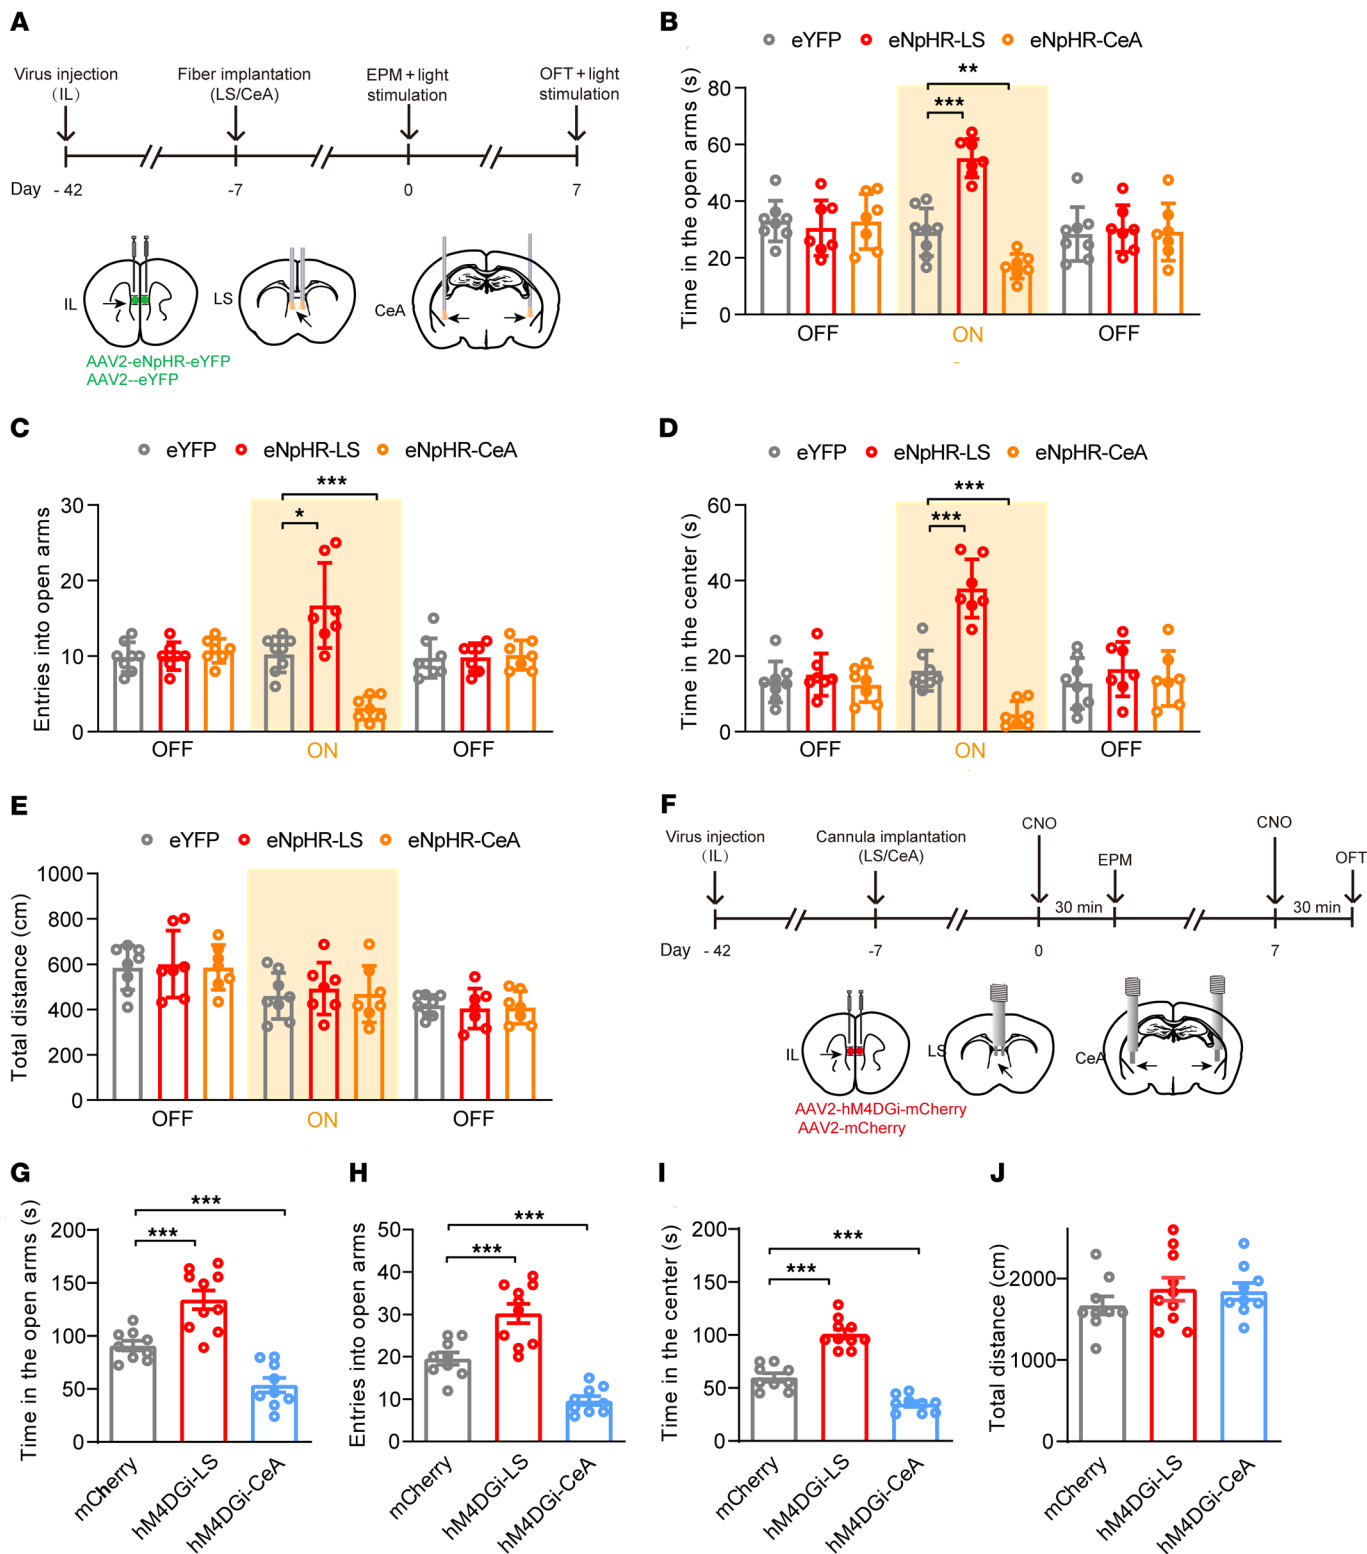 A
Virus injection
(IL)
Fiber implantation
(LS/CeA)
EPM + light
stimulation
OFT + light
stimulation
Day
- 42
-7
0
7
IL
LS
CeA
AAV2-eNpHR-eYFP
AAV2--eYFP
B
eYFP
eNpHR-LS
eNpHR-CeA
Time in the open arms (s)
80
60
40
20
0
**
***
OFF
ON
OFF
C
eYFP
eNpHR-LS
eNpHR-CeA
Entries into open arms
30
20
10
0
***
*
OFF
ON
OFF
D
eYFP
eNpHR-LS
eNpHR-CeA
Time in the center (s)
60
40
20
0
***
***
OFF
ON
OFF
E
eYFP
eNpHR-LS
eNpHR-CeA
Total distance (cm)
1000
800
600
400
200
0
OFF
ON
OFF
F
Virus injection
(IL)
Cannula implantation
(LS/CeA)
CNO
EPM
CNO
OFT
30 min
30 min
Day
- 42
-7
0
7
IL
LS
CeA
AAV2-hM4DGi-mCherry
AAV2-mCherry
G
Time in the open arms (s)
200
150
100
50
0
***
***
mCherry
hM4DGi-LS
hM4DGi-CeA
H
Entries into open arms
50
40
30
20
10
0
***
***
mCherry
hM4DGi-LS
hM4DGi-CeA
I
Time in the center (s)
200
150
100
50
0
***
***
mCherry
hM4DGi-LS
hM4DGi-CeA
J
Total distance (cm)
2000
1000
0
mCherry
hM4DGi-LS
hM4DGi-CeA